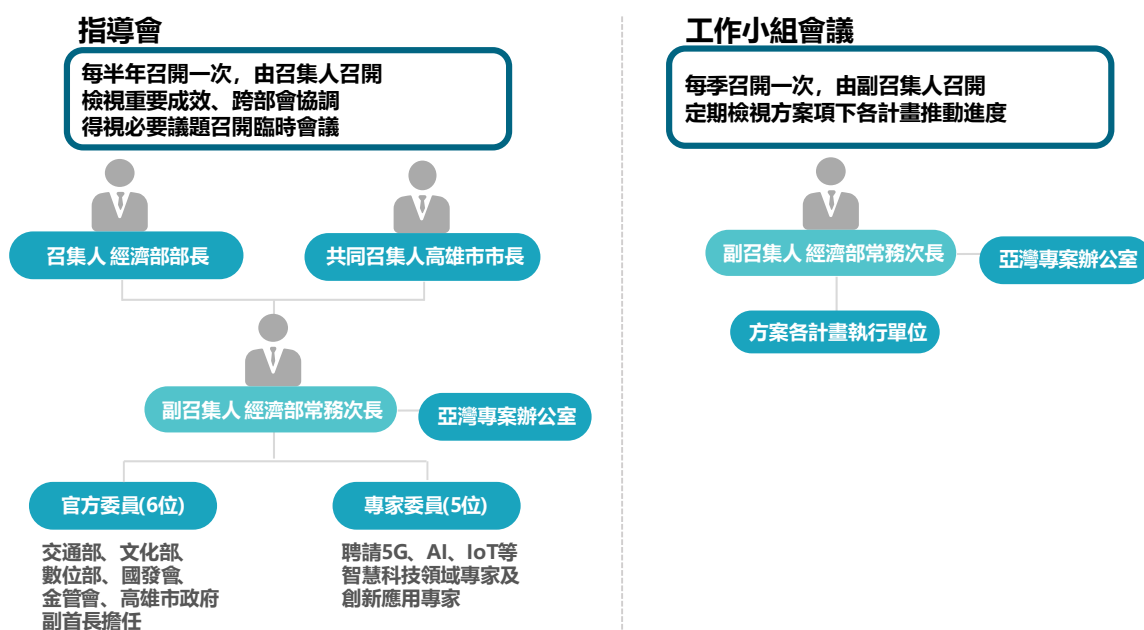 指導會
每半年召開一次，由召集人召開
檢視重要成效、跨部會協調
得視必要議題召開臨時會議
召集人 經濟部部長
共同召集人高雄市市長
副召集人 經濟部常務次長
亞灣專案辦公室
官方委員(6位)
交通部、文化部、
數位部、國發會、
金管會、高雄市政府
副首長擔任
專家委員(5位)
聘請5G、AI、IoT等
智慧科技領域專家及
創新應用專家
工作小組會議
每季召開一次，由副召集人召開
定期檢視方案項下各計畫推動進度
副召集人 經濟部常務次長
亞灣專案辦公室
方案各計畫執行單位